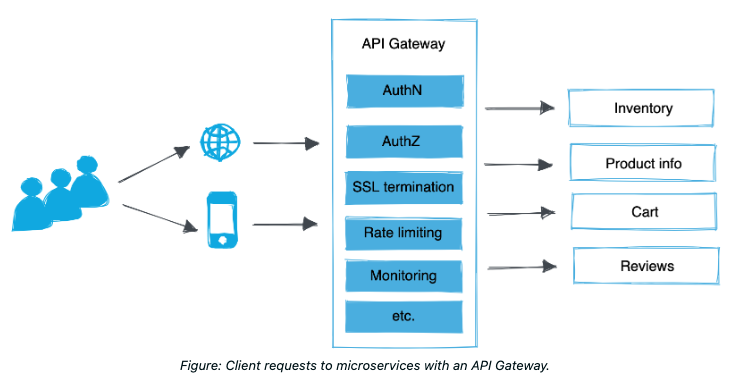 API Gateway
AuthN
AuthZ
SSL termination
Rate limiting
Monitoring
etc.
Inventory
Product info
Cart
Reviews
Figure: Client requests to microservices with an API Gateway.